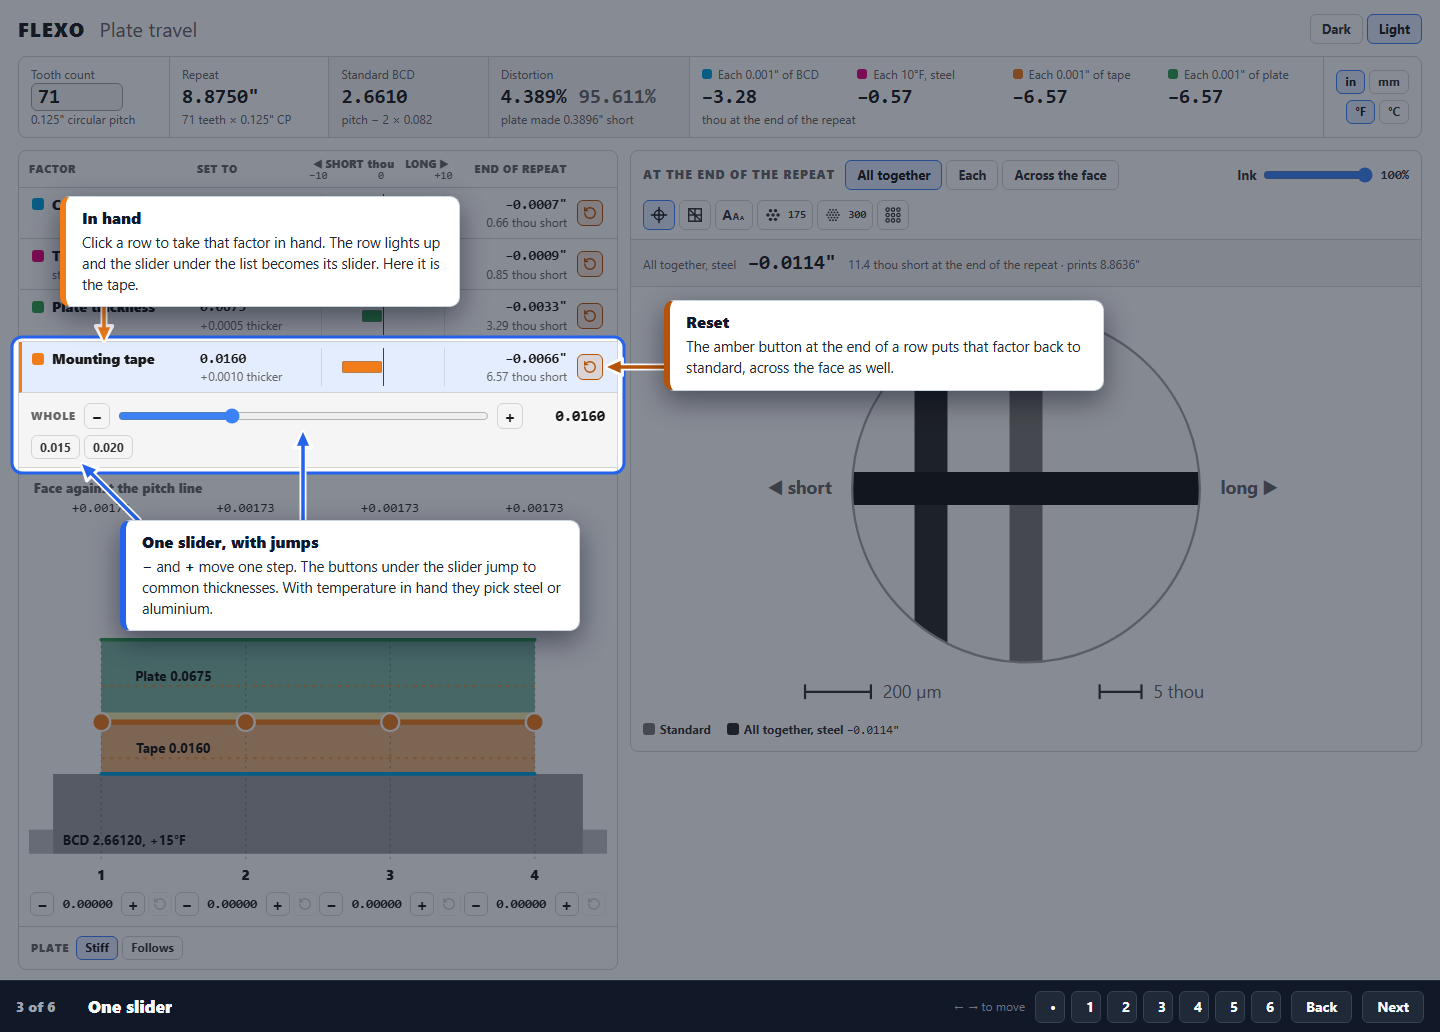 FLEXO Plate travel
Dark Light
Tooth count
71
0.125" circular pitch
Repeat
8.8750"
71 teeth × 0.125" CP
Standard BCD
2.6610
pitch − 2 × 0.082
Distortion
4.389% 95.611%
plate made 0.3896" short
Each 0.001" of BCD
−3.28
Each 10°F, steel
−0.57
Each 0.001" of tape
−6.57
Each 0.001" of plate
−6.57
thou at the end of the repeat
in mm
°F °C
FACTOR SET TO ◀ SHORT thou LONG ▶ END OF REPEAT
−10 0 +10
−0.0007"
0.66 thou short
−0.0009"
0.85 thou short
In hand
Click a row to take that factor in hand. The row lights up
and the slider under the list becomes its slider. Here it is
the tape.
Plate thickness 0.0675 −0.0033"
+0.0005 thicker 3.29 thou short
Mounting tape 0.0160 −0.0066"
+0.0010 thicker 6.57 thou short
WHOLE − + 0.0160
0.015 0.020
Face against the pitch line
+0.00173 +0.00173 +0.00173
One slider, with jumps
− and + move one step. The buttons under the slider jump to
common thicknesses. With temperature in hand they pick steel or
aluminium.
Plate 0.0675
Tape 0.0160
BCD 2.66120, +15°F
1 2 3 4
− 0.00000 + − 0.00000 + − 0.00000 + − 0.00000 +
PLATE Stiff Follows
AT THE END OF THE REPEAT All together Each Across the face
Ink 100%
AAA 175 300
All together, steel −0.0114" 11.4 thou short at the end of the repeat · prints 8.8636"
Reset
The amber button at the end of a row puts that factor back to
standard, across the face as well.
◀ short long ▶
200 µm 5 thou
Standard All together, steel −0.0114"
3 of 6 One slider
← → to move • 1 2 3 4 5 6 Back Next